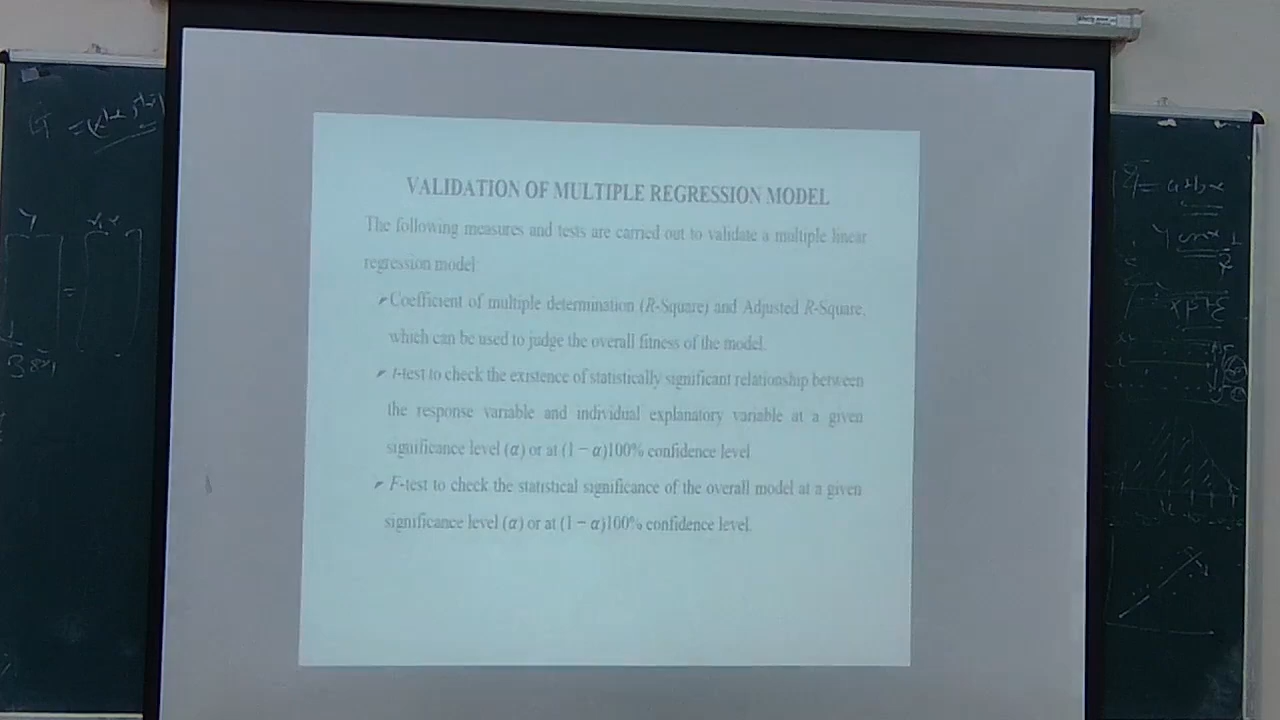 VALIDATION OF MULTIPLE REGRESSION MODEL
The following measures and tests are carried out to validate a multiple linear
regression model:
➤Coefficient of multiple determination (R-Square) and Adjusted R-Square,
which can be used to judge the overall fitness of the model.
➤ t-test to check the existence of statistically significant relationship between
the response variable and individual explanatory variable at a given
significance level (α) or at (1 − α)100% confidence level.
➤ F-test to check the statistical significance of the overall model at a given
significance level (α) or at (1 − α)100% confidence level.